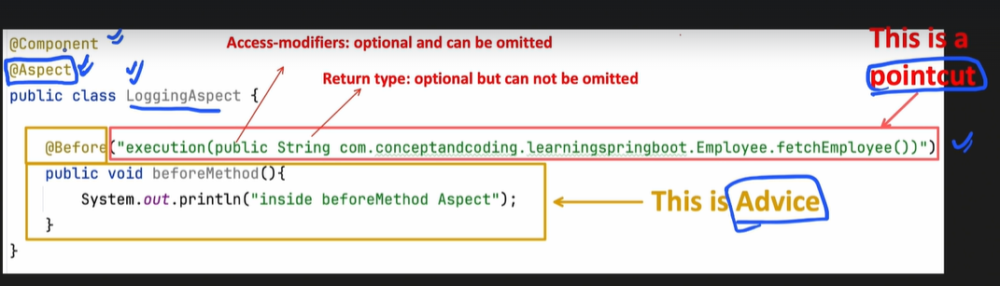 @Component
Access-modifiers: optional and can be omitted
This is a
@Aspect
Return type: optional but can not be omitted
pointcut
public class LoggingAspect {
@Before("execution(public String com.conceptandcoding.learningspringboot.Employee.fetchEmployee())")
public void beforeMethod(){
System.out.println("inside beforeMethod Aspect");
This is Advice
}
}